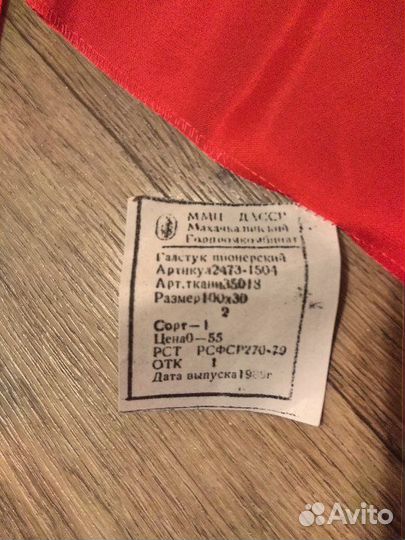 ММП ДАССР
Махачкалинский
Горпромкомбинат
Галстук пионерский
Артикул2473-1504
Арт.ткани35018
Размер100х30
2
Сорт-1
Цена0-55
РСТ РСФСР270-79
ОТК 1
Дата выпуска
Avito